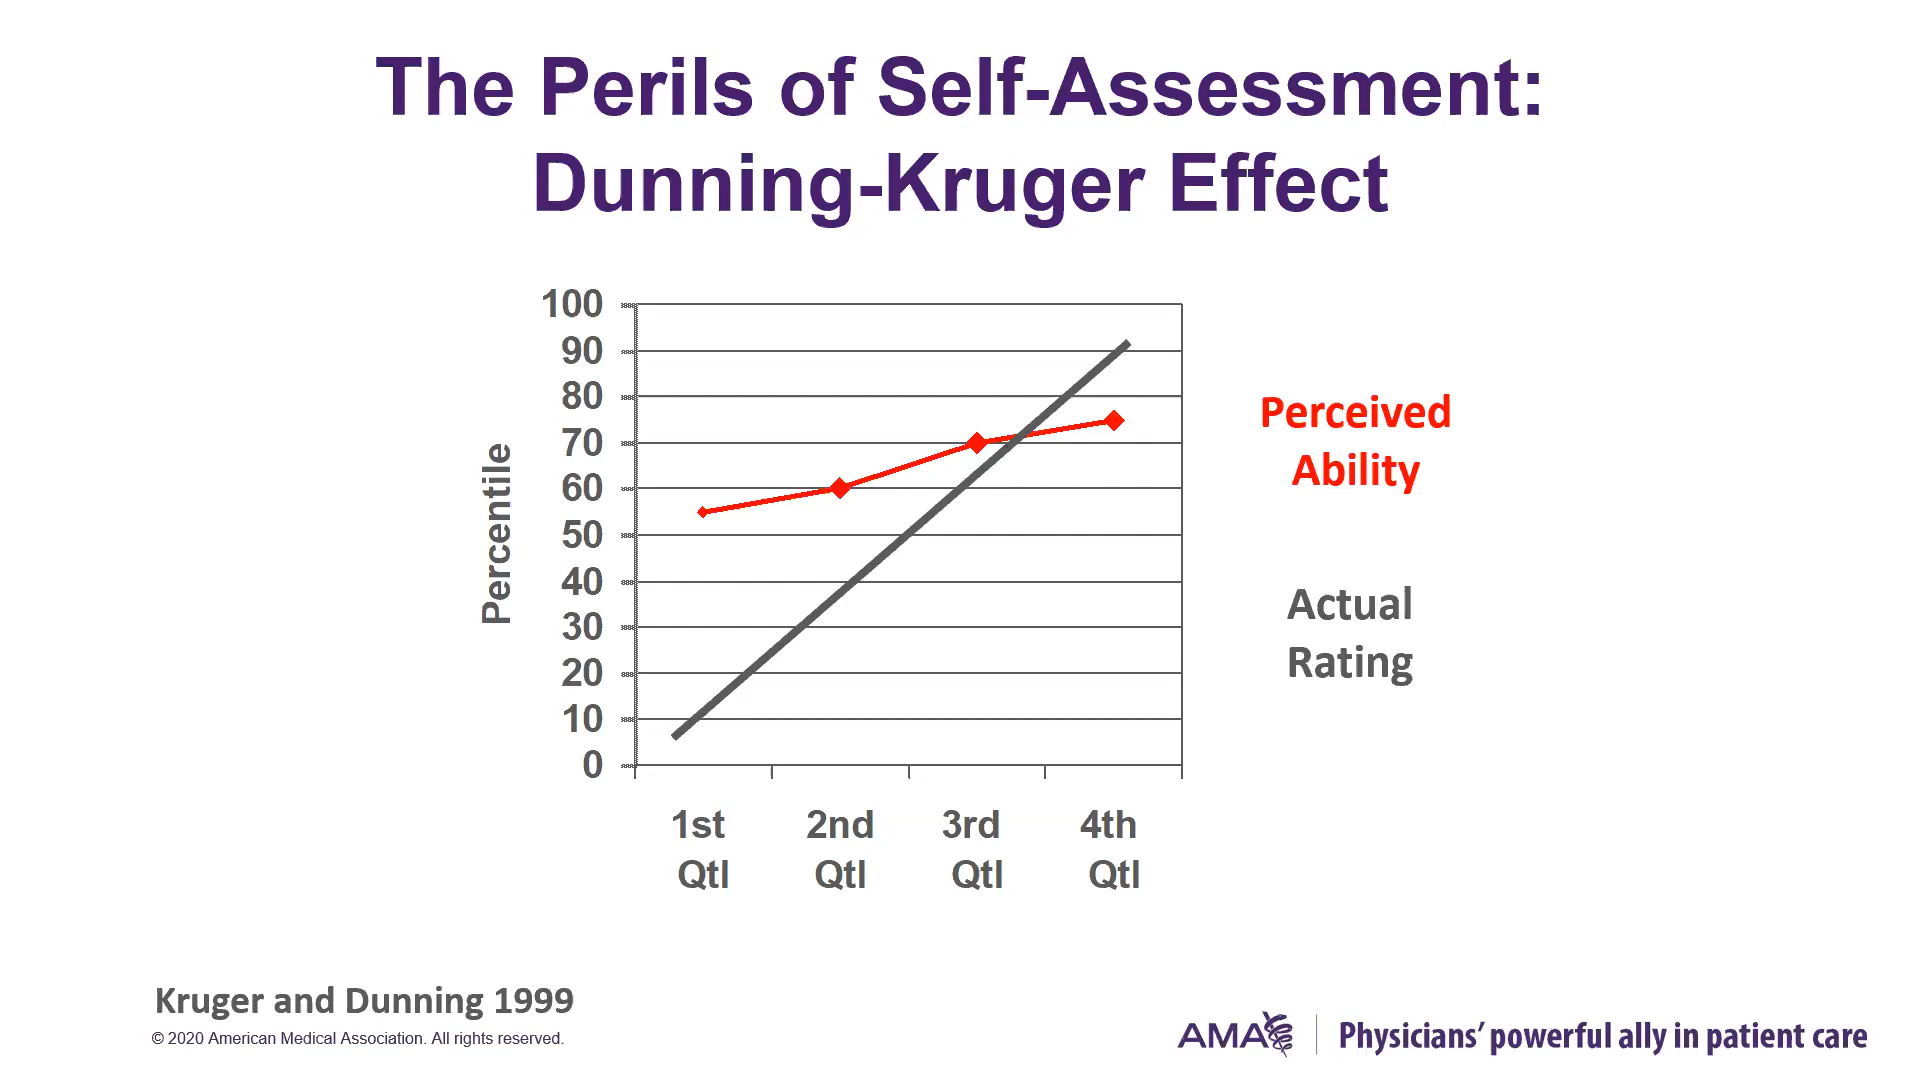 The Perils of Self-Assessment:
Dunning-Kruger Effect
100
90
80
70
60
50
40
30
20
10
0
Percentile
1st Qtl
2nd Qtl
3rd Qtl
4th Qtl
Perceived
Ability
Actual
Rating
Kruger and Dunning 1999
© 2020 American Medical Association. All rights reserved.
AMA
Physicians’ powerful ally in patient care